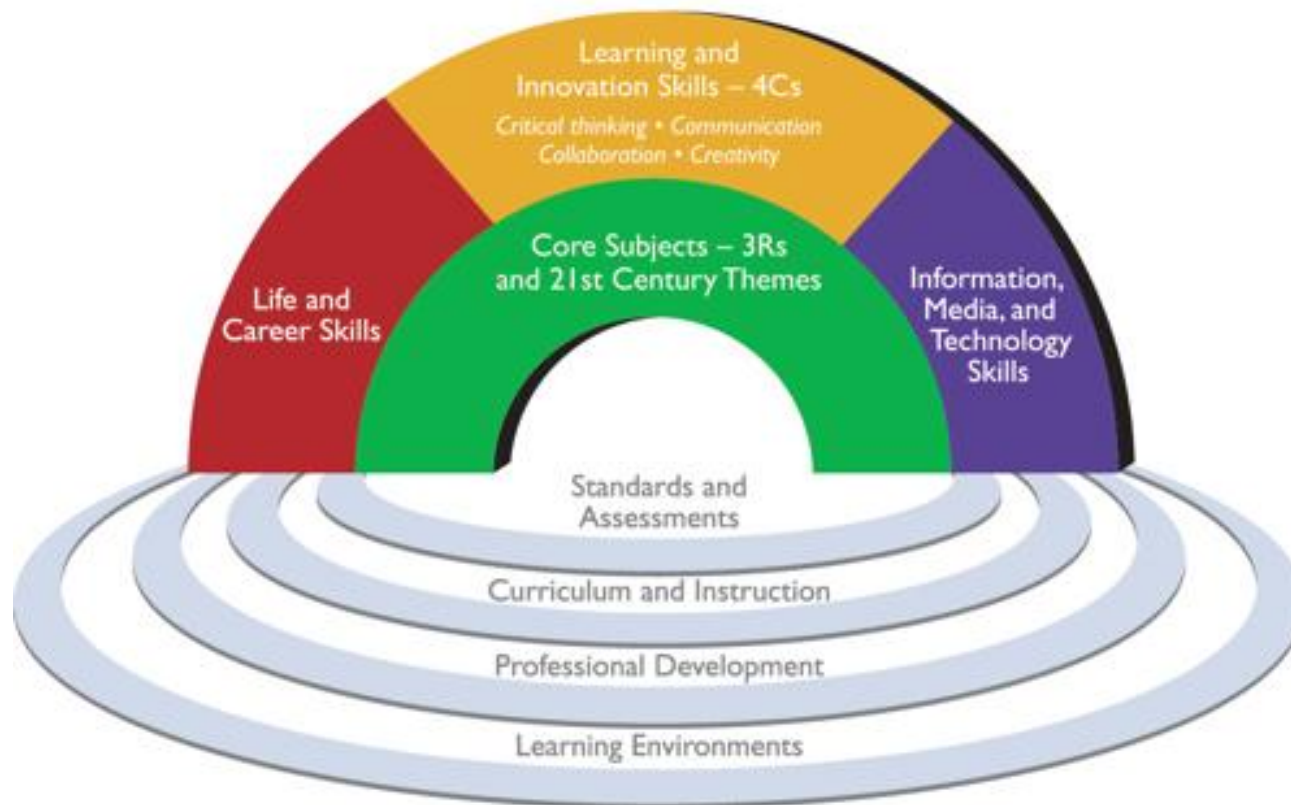 Learning and
Innovation Skills – 4Cs
Critical thinking • Communication
Collaboration • Creativity
Core Subjects – 3Rs
and 21st Century Themes
Life and
Career Skills
Information,
Media, and
Technology
Skills
Standards and
Assessments
Curriculum and Instruction
Professional Development
Learning Environments